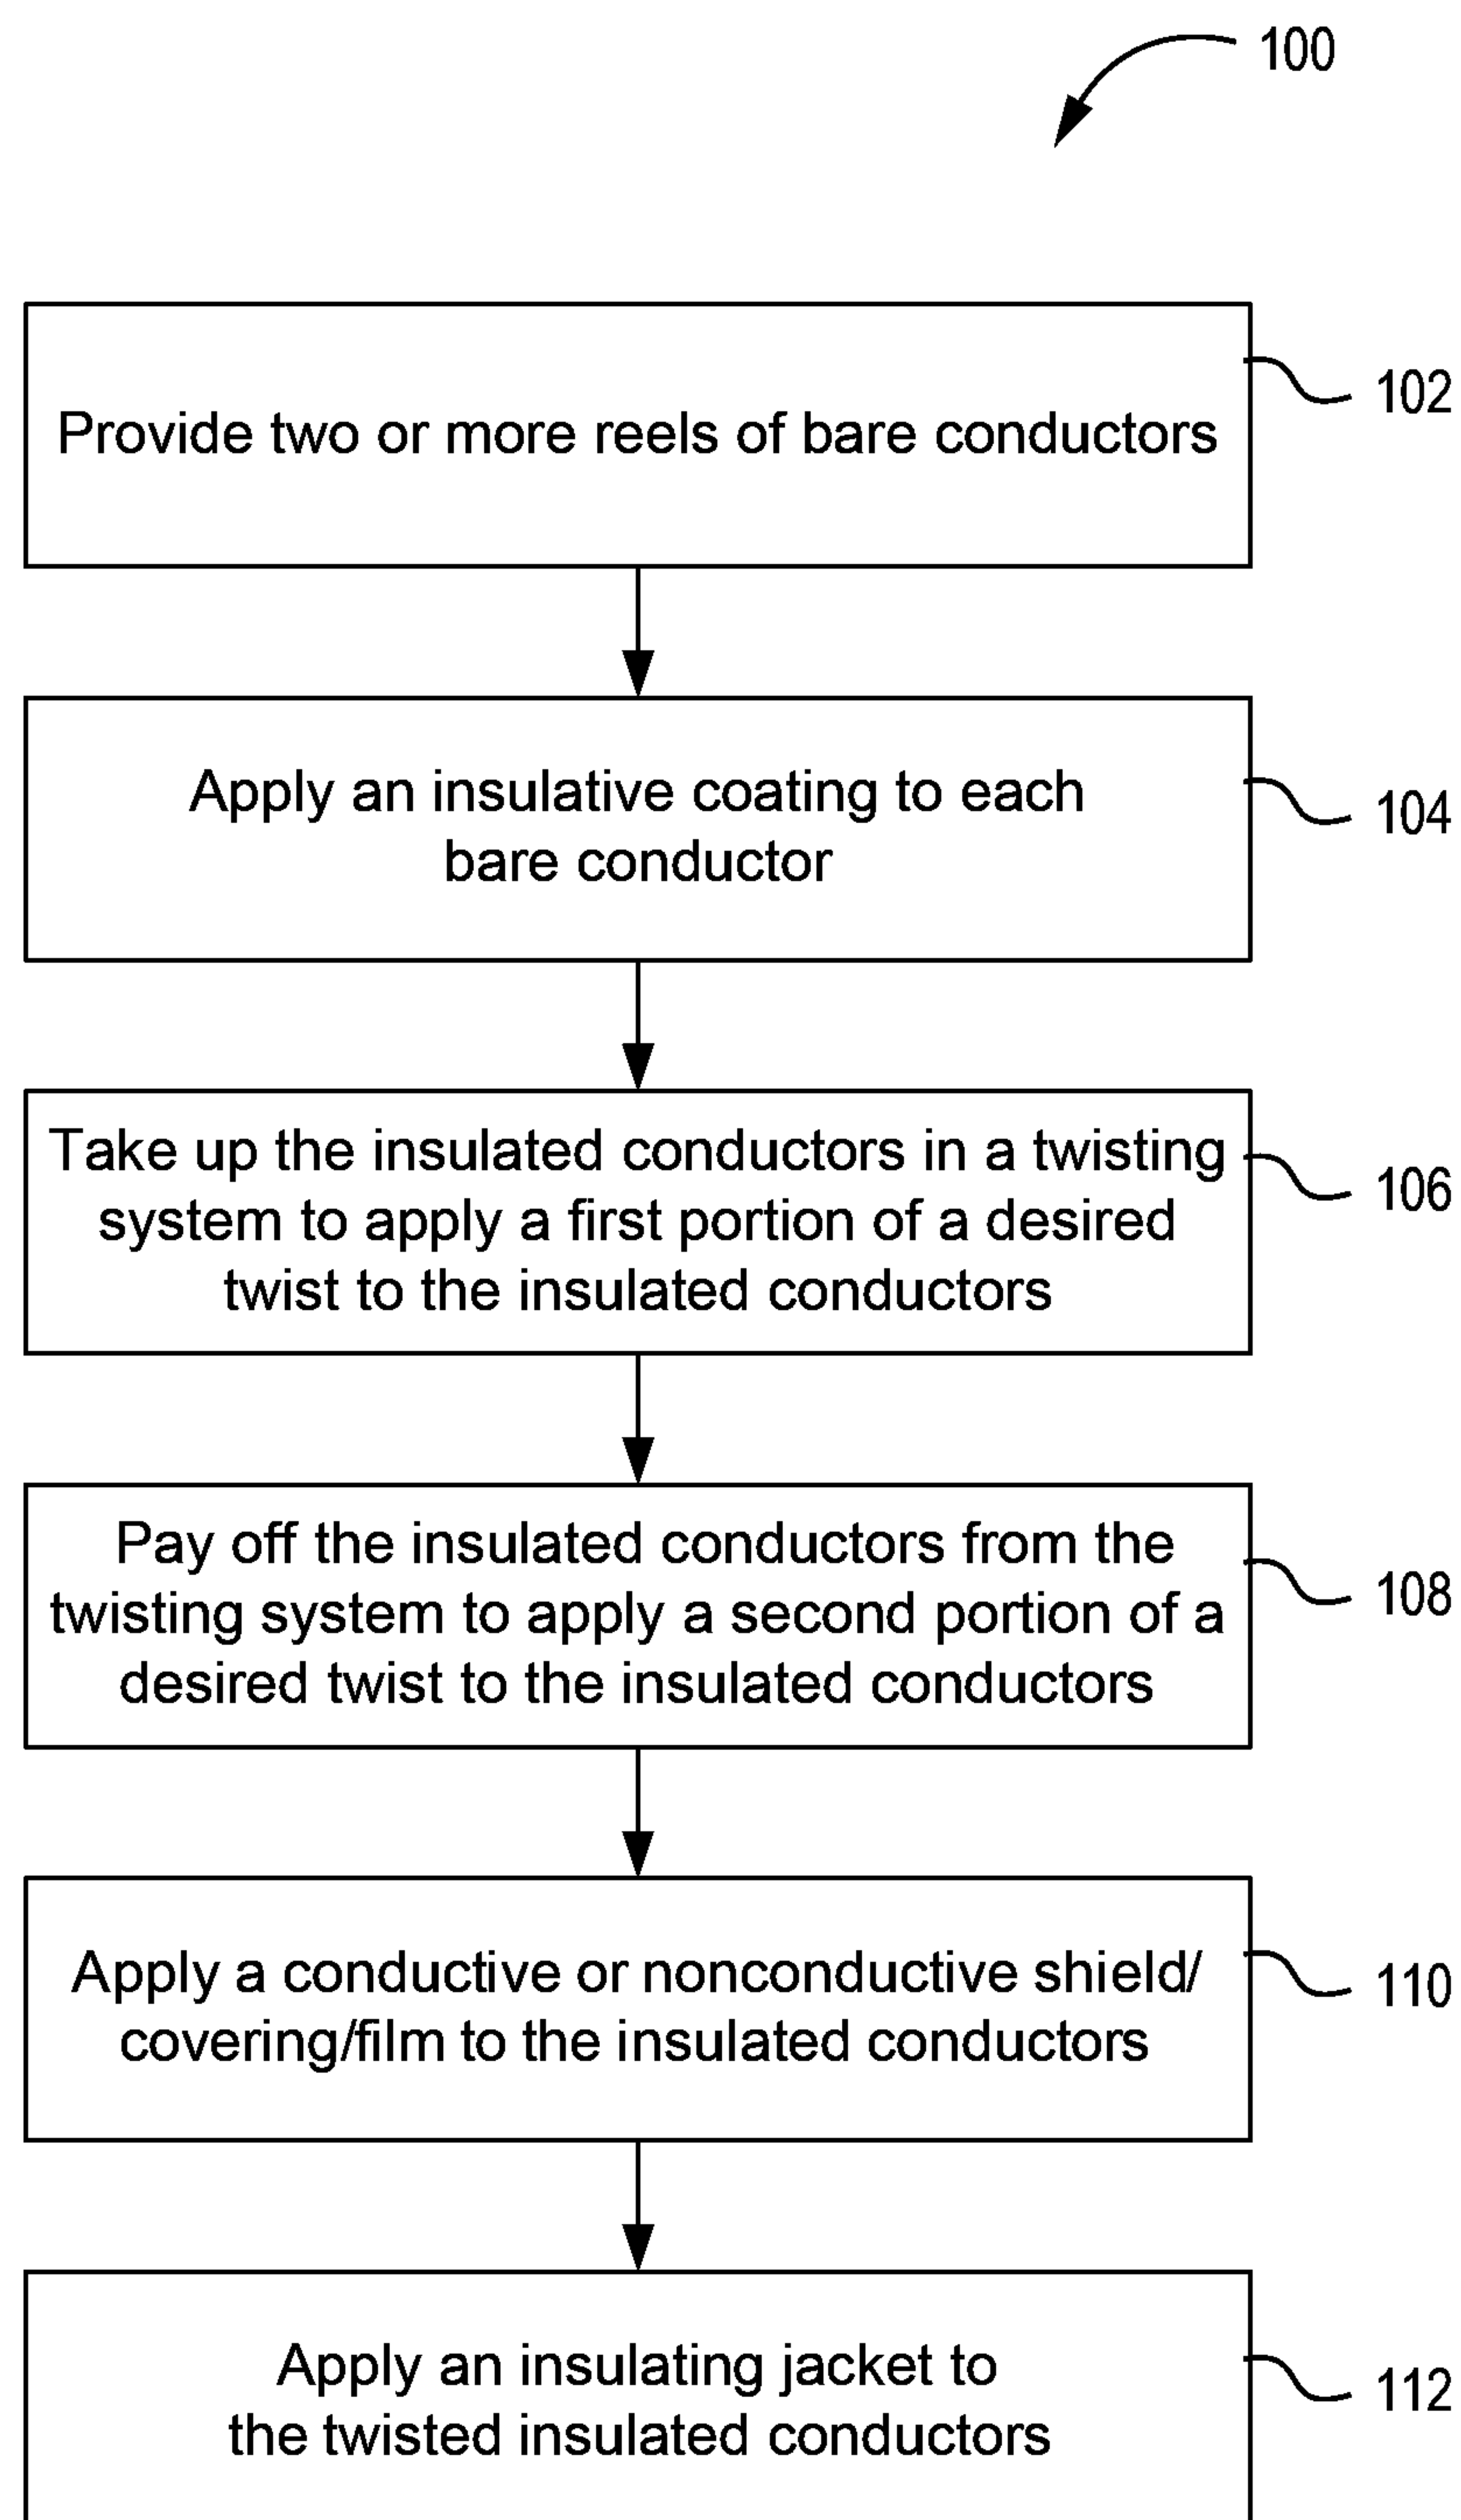 100
Provide two or more reels of bare conductors
102
Apply an insulative coating to each
bare conductor
104
Take up the insulated conductors in a twisting
system to apply a first portion of a desired
twist to the insulated conductors
106
Pay off the insulated conductors from the
twisting system to apply a second portion of a
desired twist to the insulated conductors
108
Apply a conductive or nonconductive shield/
covering/film to the insulated conductors
110
Apply an insulating jacket to
the twisted insulated conductors
112